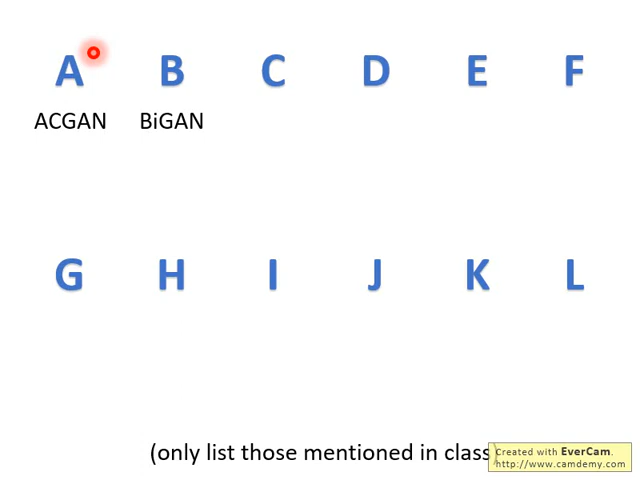 A B C D E F
ACGAN BiGAN
G H I J K L
(only list those mentioned in class)
Created with EverCam.
http://www.camdemy.com